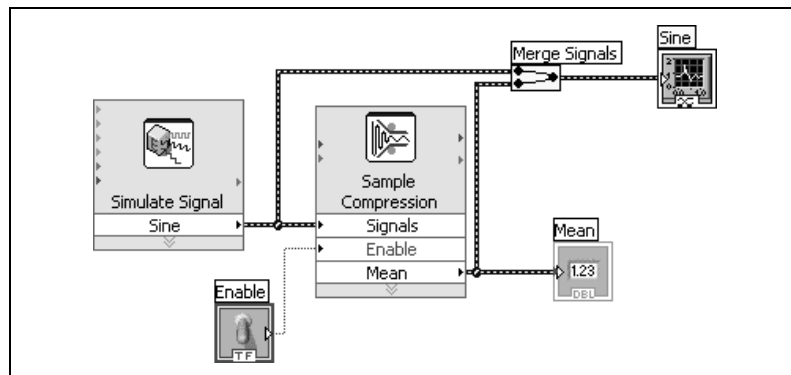 Sine
Merge Signals
Simulate Signal
Sine
Sample
Compression
Signals
Enable
Mean
Mean
1.23
DBL
Enable
TF